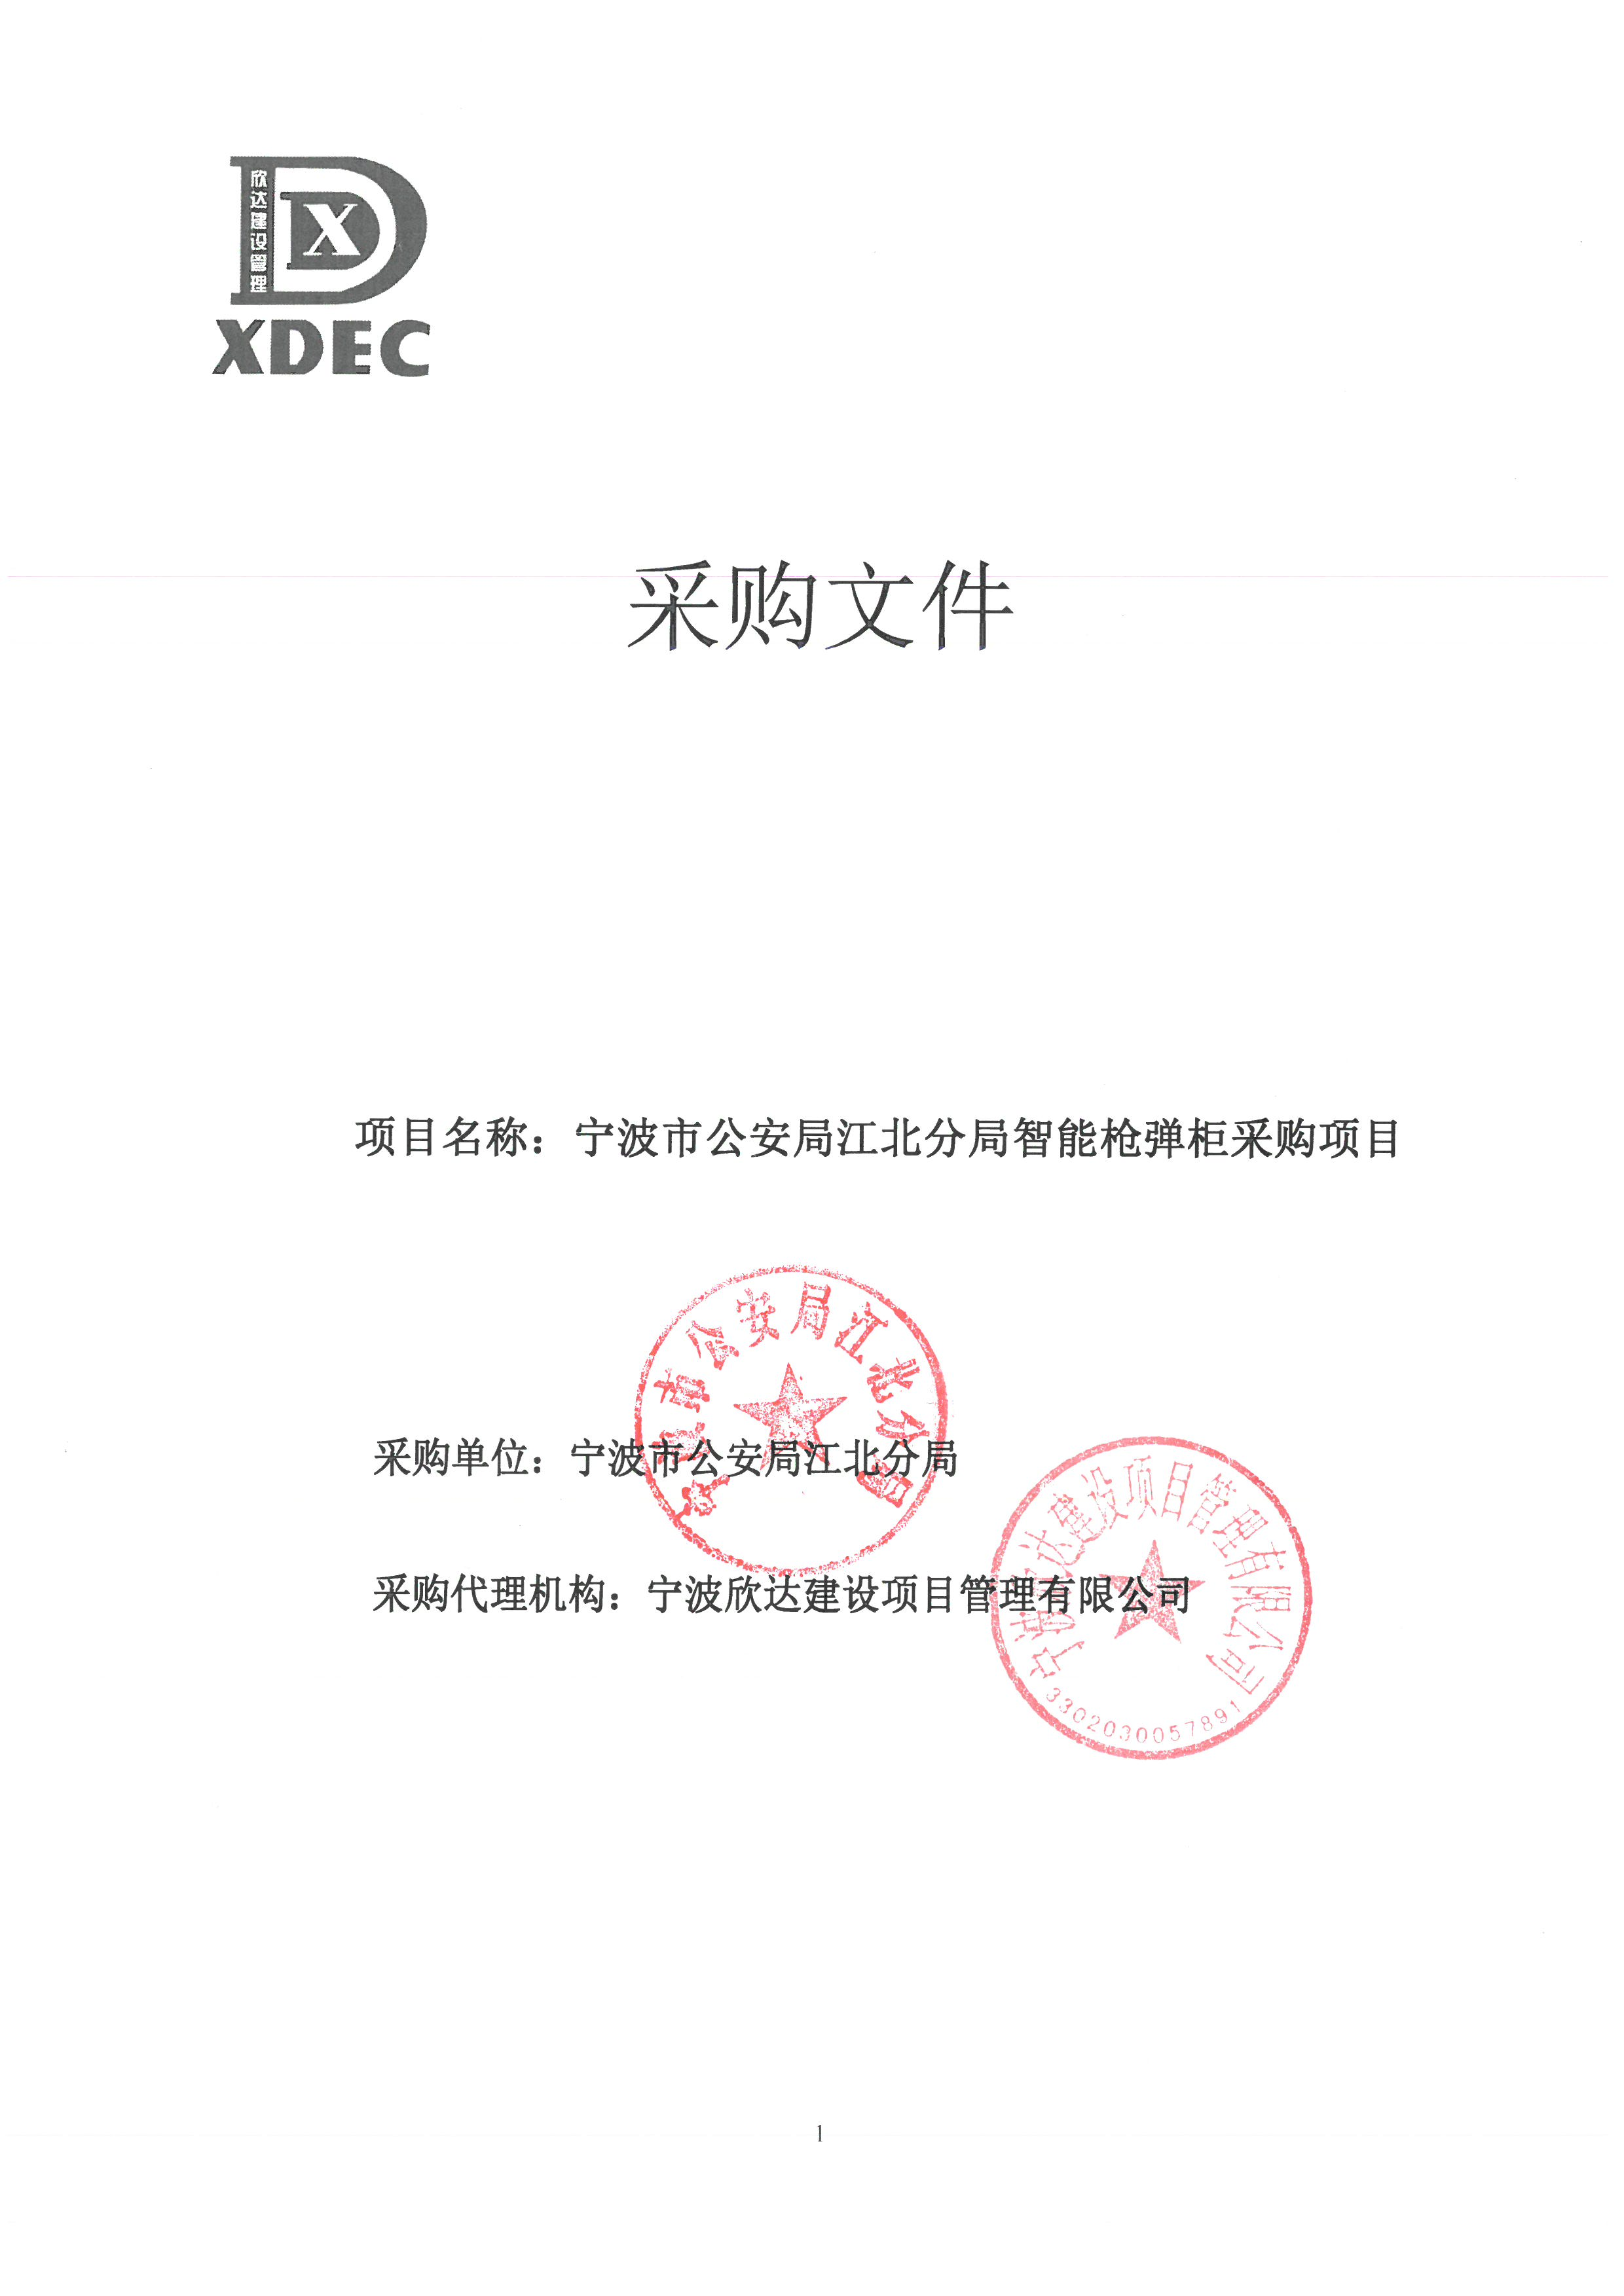 欣达建设管理
X
XDEC
采购文件
项目名称：宁波市公安局江北分局智能枪弹柜采购项目
宁波市公安局江北分局
采购单位：宁波市公安局江北分局
采购代理机构：宁波欣达建设项目管理有限公司
宁波欣达建设项目管理有限公司
3302030057891
1